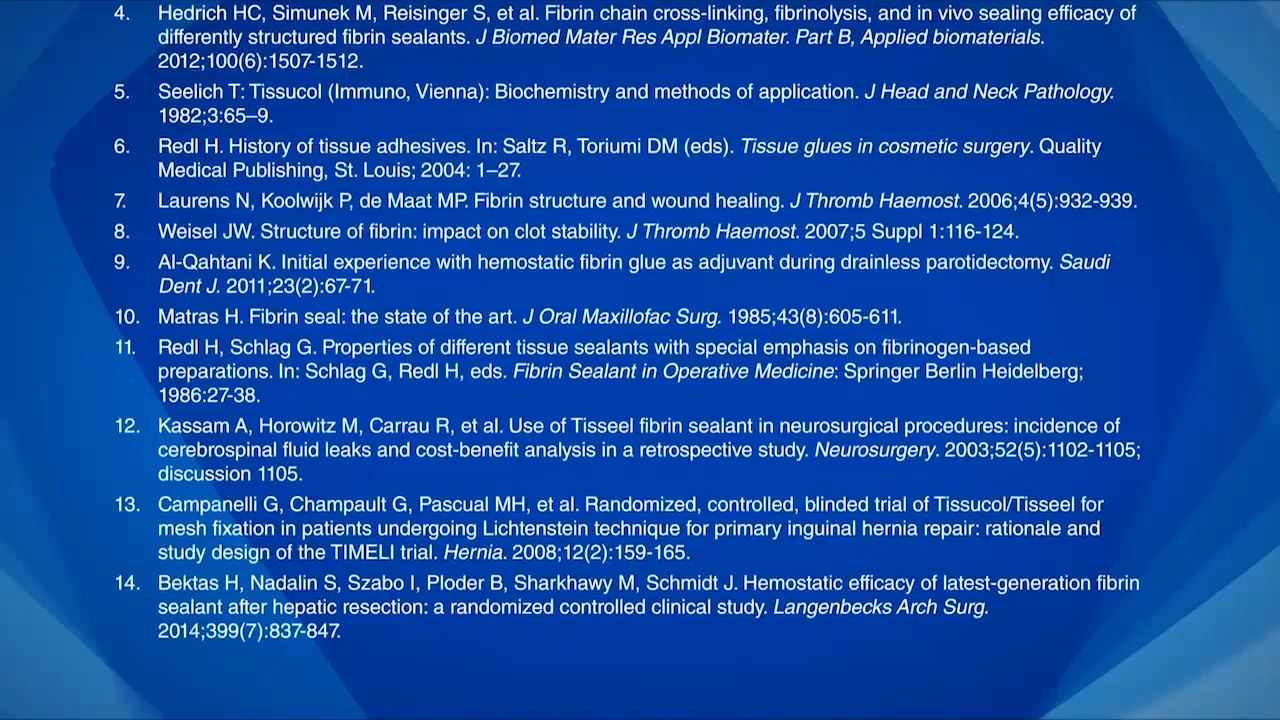 4. Hedrich HC, Simunek M, Reisinger S, et al. Fibrin chain cross-linking, fibrinolysis, and in vivo sealing efficacy of
differently structured fibrin sealants. J Biomed Mater Res Appl Biomater. Part B, Applied biomaterials.
2012;100(6):1507-1512.
5. Seelich T: Tissucol (Immuno, Vienna): Biochemistry and methods of application. J Head and Neck Pathology.
1982;3:65–9.
6. Redl H. History of tissue adhesives. In: Saltz R, Toriumi DM (eds). Tissue glues in cosmetic surgery. Quality
Medical Publishing, St. Louis; 2004: 1–27.
7. Laurens N, Koolwijk P, de Maat MP. Fibrin structure and wound healing. J Thromb Haemost. 2006;4(5):932-939.
8. Weisel JW. Structure of fibrin: impact on clot stability. J Thromb Haemost. 2007;5 Suppl 1:116-124.
9. Al-Qahtani K. Initial experience with hemostatic fibrin glue as adjuvant during drainless parotidectomy. Saudi
Dent J. 2011;23(2):67-71.
10. Matras H. Fibrin seal: the state of the art. J Oral Maxillofac Surg. 1985;43(8):605-611.
11. Redl H, Schlag G. Properties of different tissue sealants with special emphasis on fibrinogen-based
preparations. In: Schlag G, Redl H, eds. Fibrin Sealant in Operative Medicine: Springer Berlin Heidelberg;
1986:27-38.
12. Kassam A, Horowitz M, Carrau R, et al. Use of Tisseel fibrin sealant in neurosurgical procedures: incidence of
cerebrospinal fluid leaks and cost-benefit analysis in a retrospective study. Neurosurgery. 2003;52(5):1102-1105;
discussion 1105.
13. Campanelli G, Champault G, Pascual MH, et al. Randomized, controlled, blinded trial of Tissucol/Tisseel for
mesh fixation in patients undergoing Lichtenstein technique for primary inguinal hernia repair: rationale and
study design of the TIMELI trial. Hernia. 2008;12(2):159-165.
14. Bektas H, Nadalin S, Szabo I, Ploder B, Sharkhawy M, Schmidt J. Hemostatic efficacy of latest-generation fibrin
sealant after hepatic resection: a randomized controlled clinical study. Langenbecks Arch Surg.
2014;399(7):837-847.